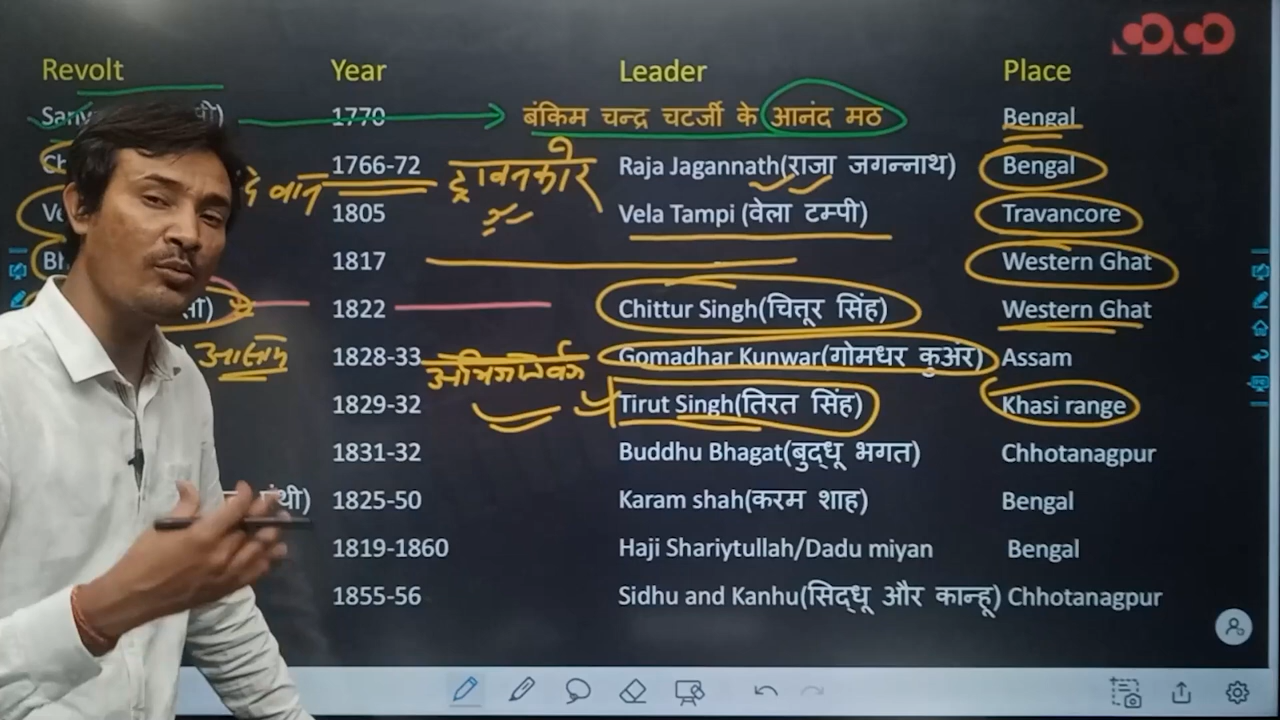 Revolt Year Leader Place
1770 बंकिम चन्द्र चटर्जी के आनंद मठ Bengal
1766-72 Raja Jagannath(राजा जगन्नाथ) Bengal
1805 Vela Tampi (वेला टम्पी) Travancore
1817 Western Ghat
1822 Chittur Singh(चित्तूर सिंह) Western Ghat
1828-33 Gomadhar Kunwar(गोमधर कुअंर) Assam
1829-32 Tirut Singh(तिरत सिंह) Khasi range
1831-32 Buddhu Bhagat(बुद्धू भगत) Chhotanagpur
1825-50 Karam shah(करम शाह) Bengal
1819-1860 Haji Shariytullah/Dadu miyan Bengal
1855-56 Sidhu and Kanhu(सिद्धू और कान्हू) Chhotanagpur